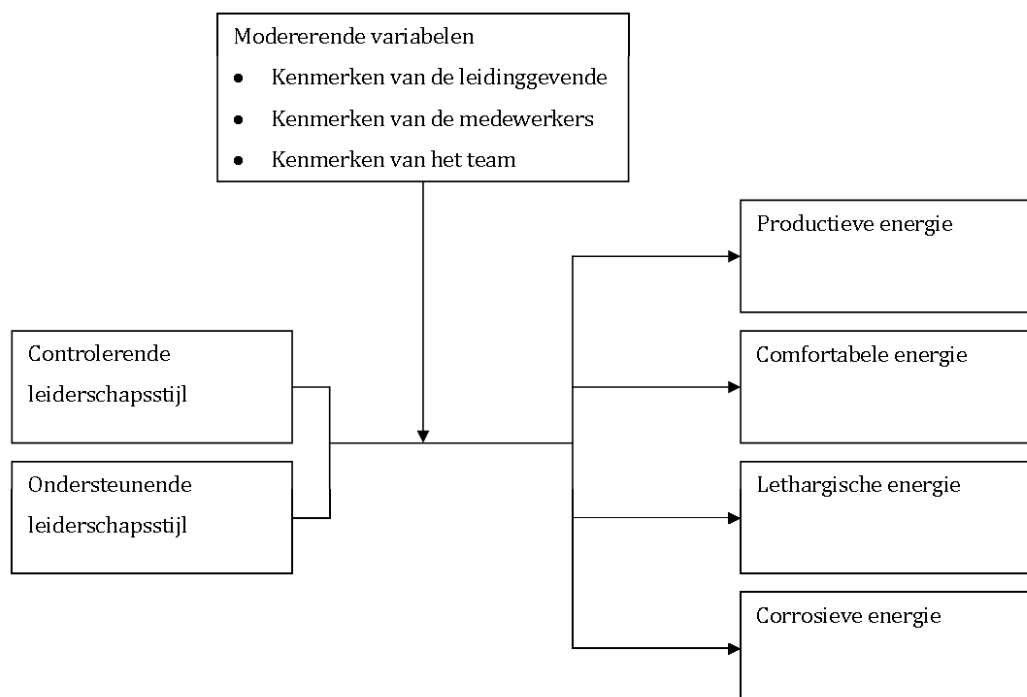 Modererende variabelen
• Kenmerken van de leidinggevende
• Kenmerken van de medewerkers
• Kenmerken van het team
Productieve energie
Controlerende
leiderschapsstijl
Comfortabele energie
Ondersteunende
leiderschapsstijl
Lethargische energie
Corrosieve energie